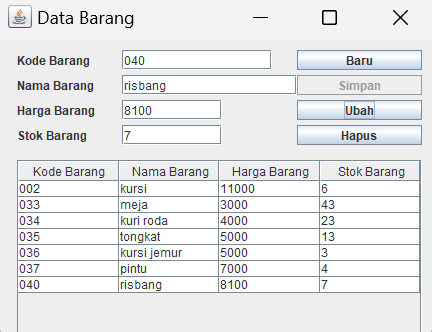 Data Barang
Kode Barang 040 Baru
Nama Barang risbang Simpan
Harga Barang 8100 Ubah
Stok Barang 7 Hapus
Kode Barang Nama Barang Harga Barang Stok Barang
002 kursi 11000 6
033 meja 3000 43
034 kuri roda 4000 23
035 tongkat 5000 13
036 kursi jemur 5000 3
037 pintu 7000 4
040 risbang 8100 7